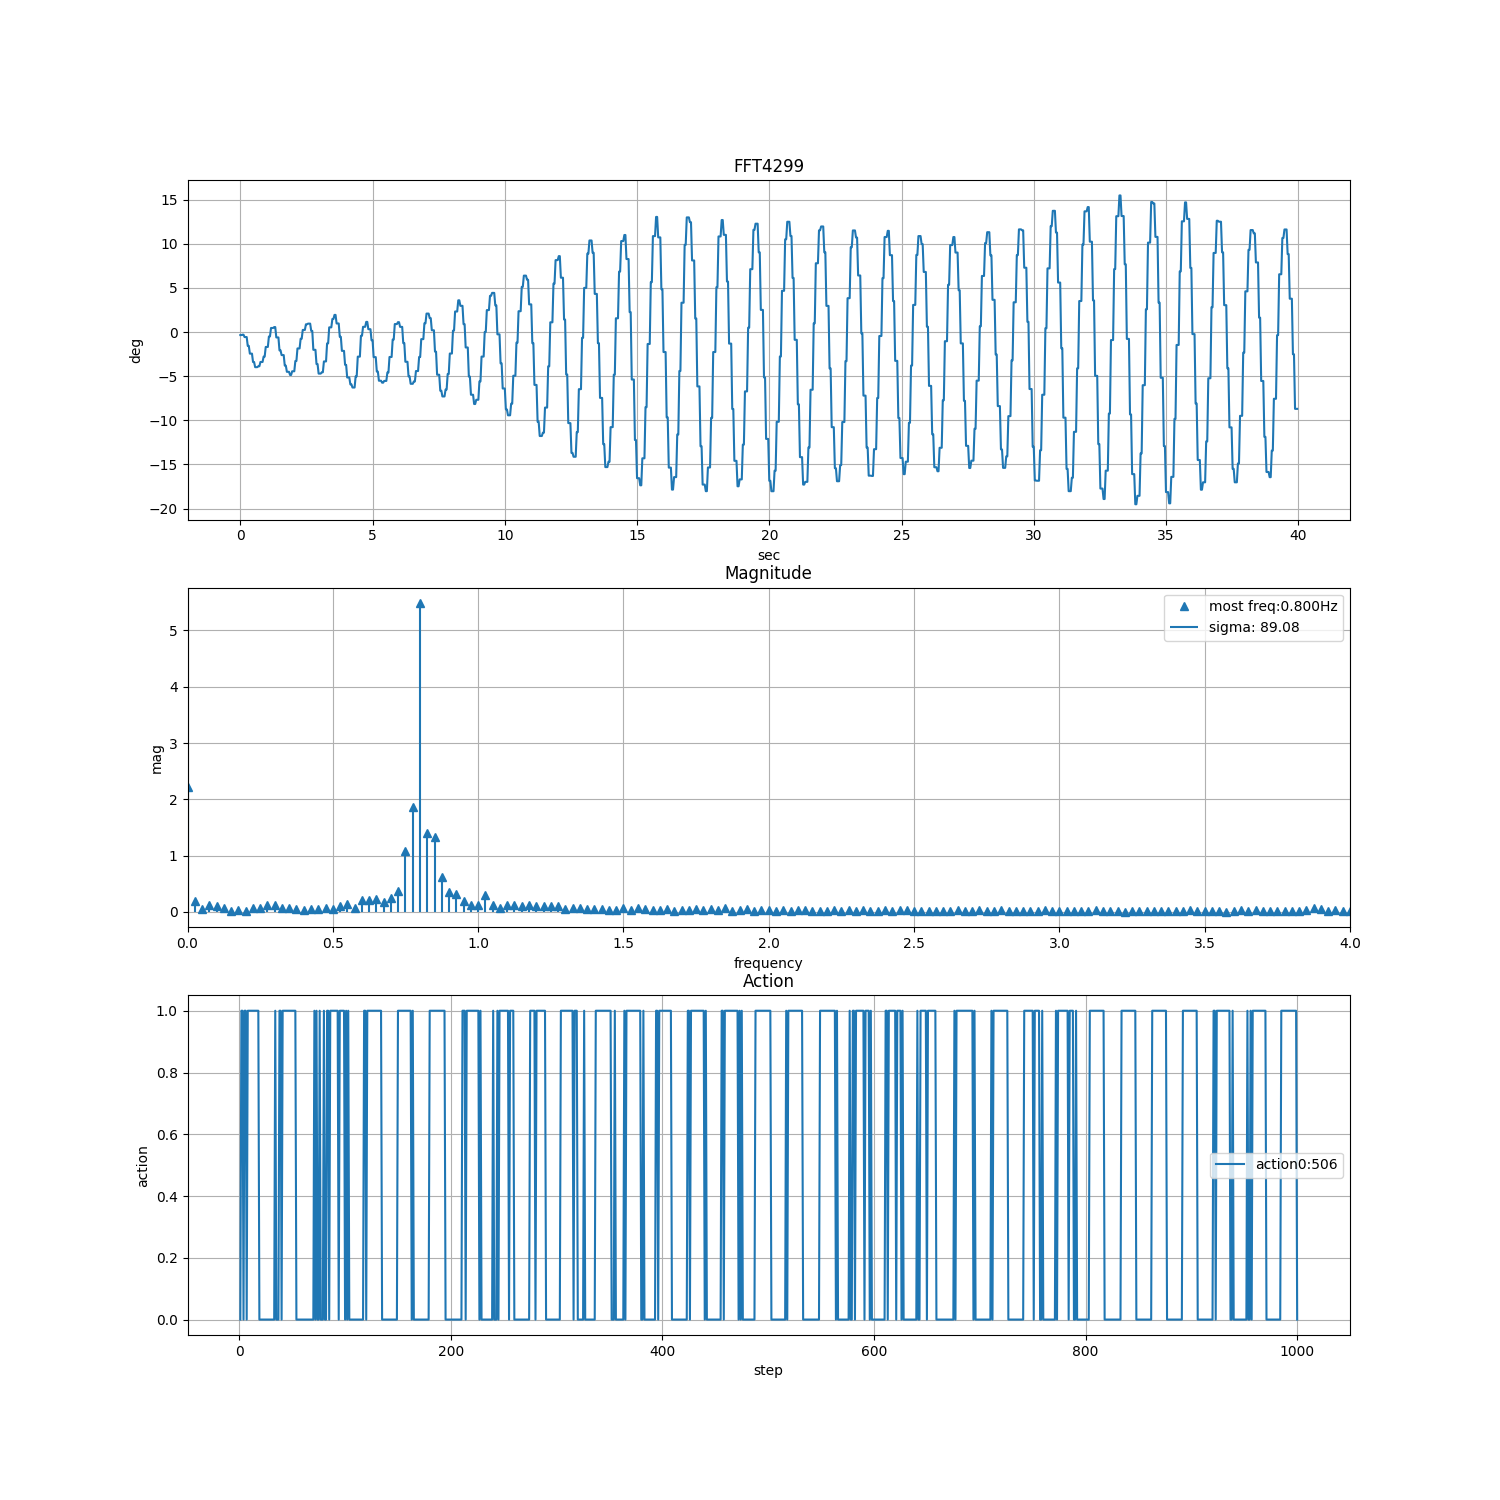 FFT4299
15
10
5
0
−5
−10
−15
−20
deg
0 5 10 15 20 25 30 35 40
sec
Magnitude
5
4
3
2
1
0
mag
most freq:0.800Hz
sigma: 89.08
0.0 0.5 1.0 1.5 2.0 2.5 3.0 3.5 4.0
frequency
Action
1.0
0.8
0.6
0.4
0.2
0.0
action
action0:506
0 200 400 600 800 1000
step